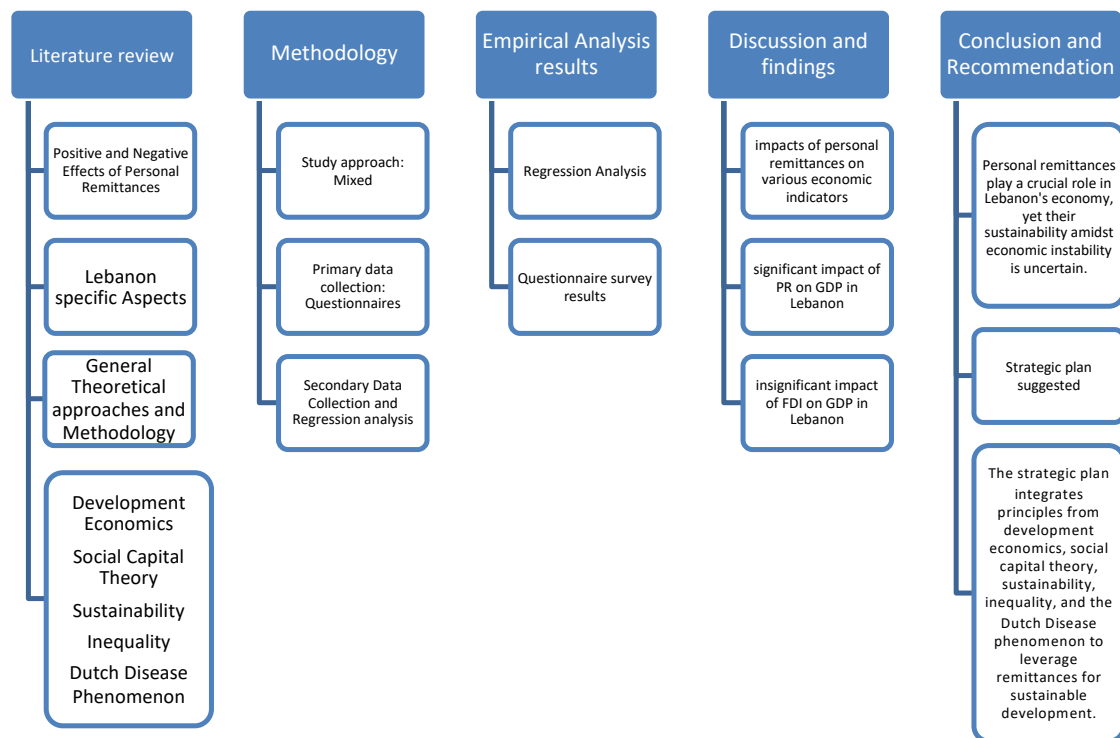 Literature review
Positive and Negative
Effects of Personal
Remittances
Lebanon
specific Aspects
General
Theoretical
approaches and
Methodology
Development
Economics
Social Capital
Theory
Sustainability
Inequality
Dutch Disease
Phenomenon
Methodology
Study approach:
Mixed
Primary data
collection:
Questionnaires
Secondary Data
Collection and
Regression analysis
Empirical Analysis
results
Regression Analysis
Questionnaire survey
results
Discussion and
findings
impacts of personal
remittances on
various economic
indicators
significant impact of
PR on GDP in
Lebanon
insignificant impact
of FDI on GDP in
Lebanon
Conclusion and
Recommendation
Personal remittances
play a crucial role in
Lebanon's economy,
yet their
sustainability amidst
economic instability
is uncertain.
Strategic plan
suggested
The strategic plan
integrates
principles from
development
economics, social
capital theory,
sustainability,
inequality, and the
Dutch Disease
phenomenon to
leverage
remittances for
sustainable
development.